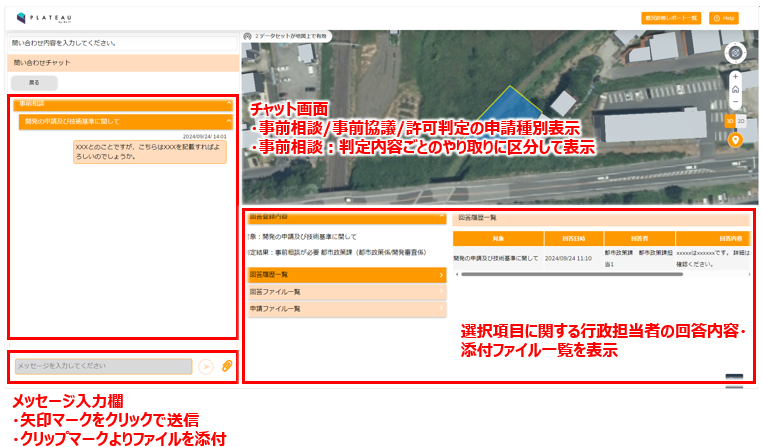 PLATEAU
by MLIT
概況診断レポート一覧
Help
問い合わせ内容を入力してください。
問い合わせチャット
戻る
2 データセットが地図上で有効
事前相談
開発の申請及び技術基準に関して
2024/09/24/ 14:01
XXXとのことですが、こちらはXXXを記載すればよ
ろしいのでしょうか。
チャット画面
・事前相談/事前協議/許可判定の申請種別表示
・事前相談：判定内容ごとのやり取りに区分して表示
3D 2D
回答登録内容
象：開発の申請及び技術基準に関して
定結果：事前相談が必要 都市政策課（都市政策係/開発審査係）
回答履歴一覧
回答ファイル一覧
申請ファイル一覧
回答履歴一覧
対象 回答日時 回答者 回答内容
開発の申請及び技術基準に関して 2024/09/24 11:10 都市政策課 都市政策課担
当1
xxxxはxxxxxxです。 詳細は
確認ください。
選択項目に関する行政担当者の回答内容・
添付ファイル一覧を表示
メッセージを入力してください
メッセージ入力欄
・矢印マークをクリックで送信
・クリップマークよりファイルを添付